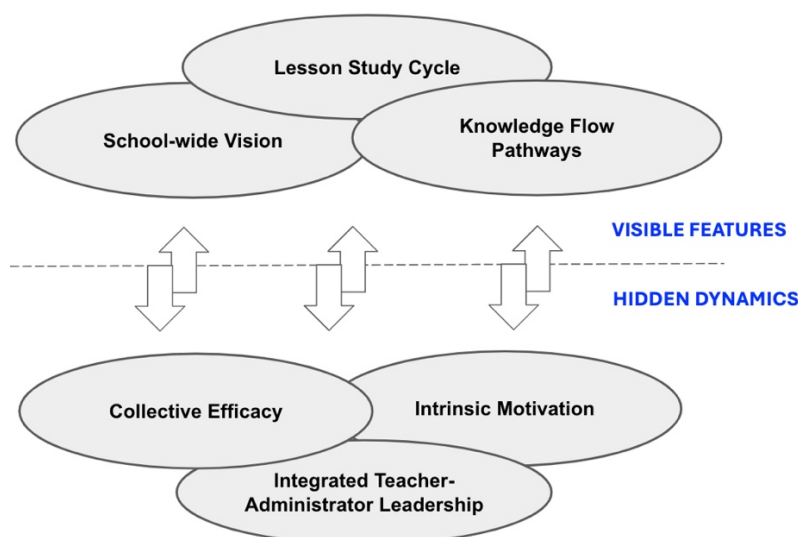 Lesson Study Cycle
School-wide Vision
Knowledge Flow
Pathways
VISIBLE FEATURES
HIDDEN DYNAMICS
Collective Efficacy
Intrinsic Motivation
Integrated Teacher-
Administrator Leadership